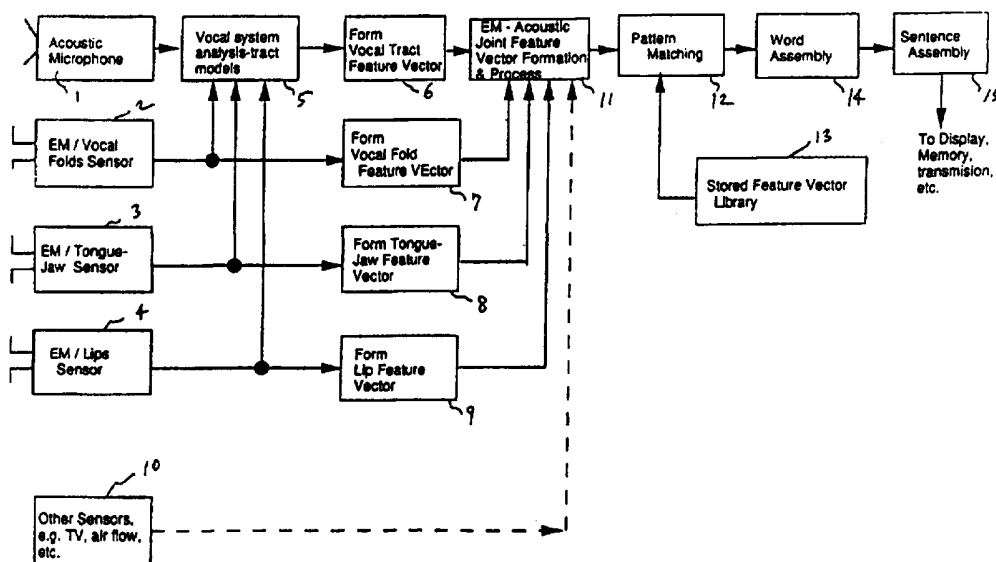 Acoustic
Microphone
1
Vocal system
analysis-tract
models
5
Form
Vocal Tract
Feature Vector
6
EM - Acoustic
Joint Feature
Vector Formation
& Process
11
Pattern
Matching
12
Word
Assembly
14
Sentence
Assembly
15
2
EM / Vocal
Folds Sensor
Form
Vocal Fold
Feature VEctor
7
13
Stored Feature Vector
Library
To Display,
Memory,
transmision,
etc.
3
EM / Tongue-
Jaw Sensor
Form Tongue-
Jaw Feature
Vector
8
4
EM / Lips
Sensor
Form
Lip Feature
Vector
9
10
Other Sensors,
e.g. TV, air flow,
etc.